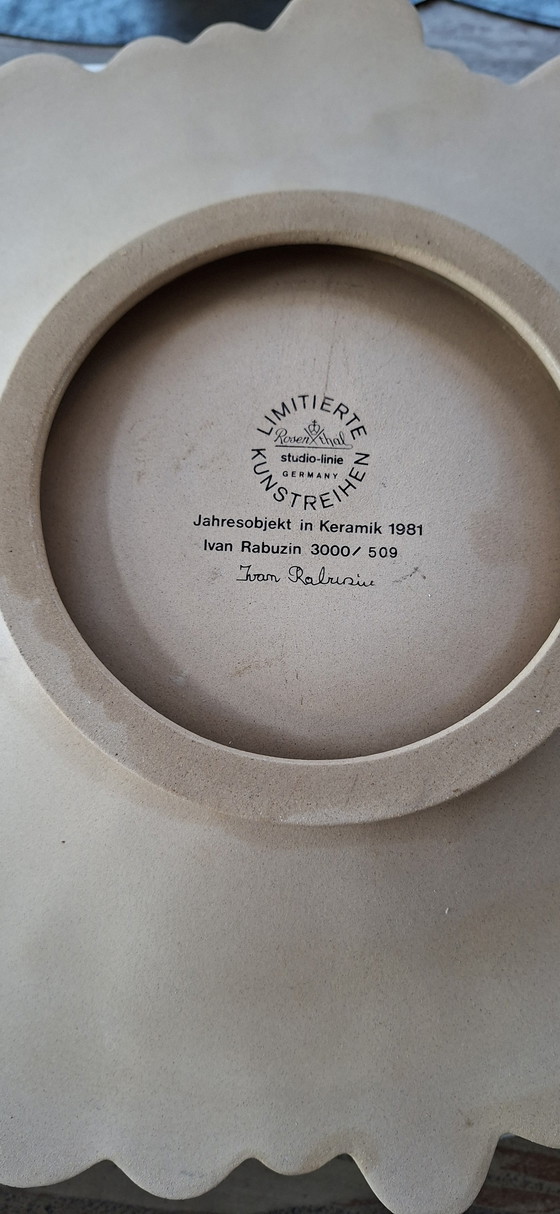 LIMITIERTE
Rosenthal
studio-linie
GERMANY
KUNSTREIHEN
Jahresobjekt in Keramik 1981
Ivan Rabuzin 3000/ 509
Ivan Rabuzin